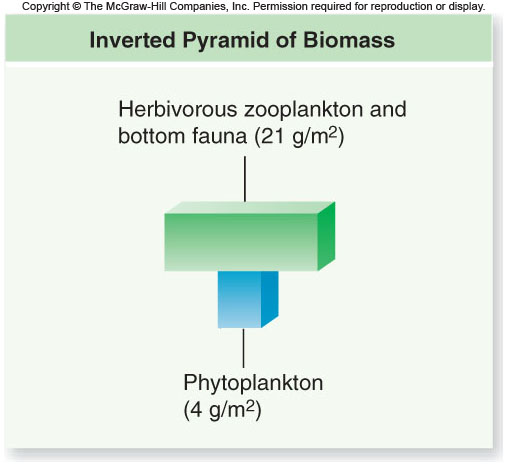 Copyright © The McGraw-Hill Companies, Inc. Permission required for reproduction or display.
Inverted Pyramid of Biomass
Herbivorous zooplankton and
bottom fauna (21 g/m²)
Phytoplankton
(4 g/m²)